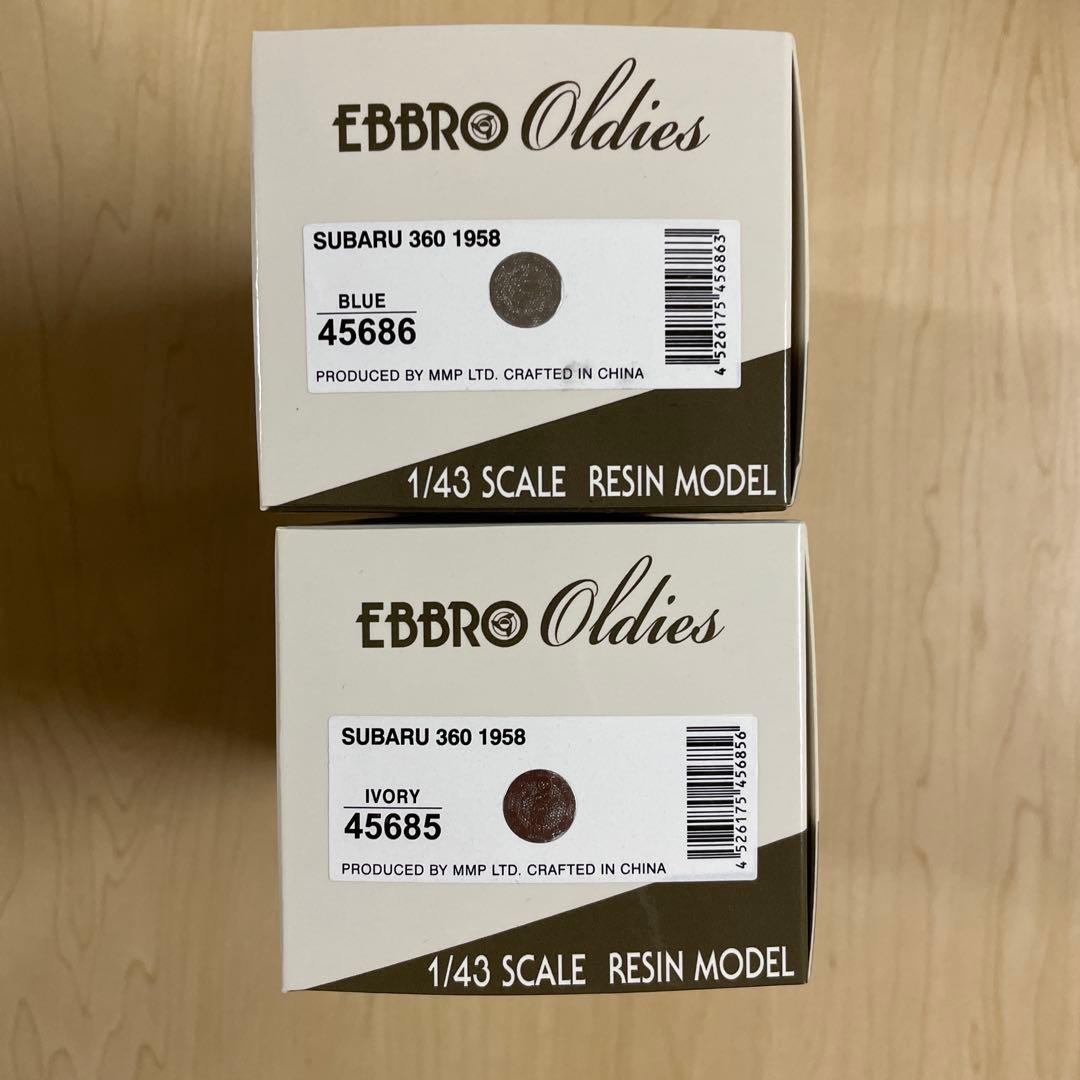 EBBRO Oldies
SUBARU 360 1958
BLUE
45686
PRODUCED BY MMP LTD. CRAFTED IN CHINA
4 526175 456863
1/43 SCALE RESIN MODEL
EBBRO Oldies
SUBARU 360 1958
IVORY
45685
PRODUCED BY MMP LTD. CRAFTED IN CHINA
4 526175 456856
1/43 SCALE RESIN MODEL